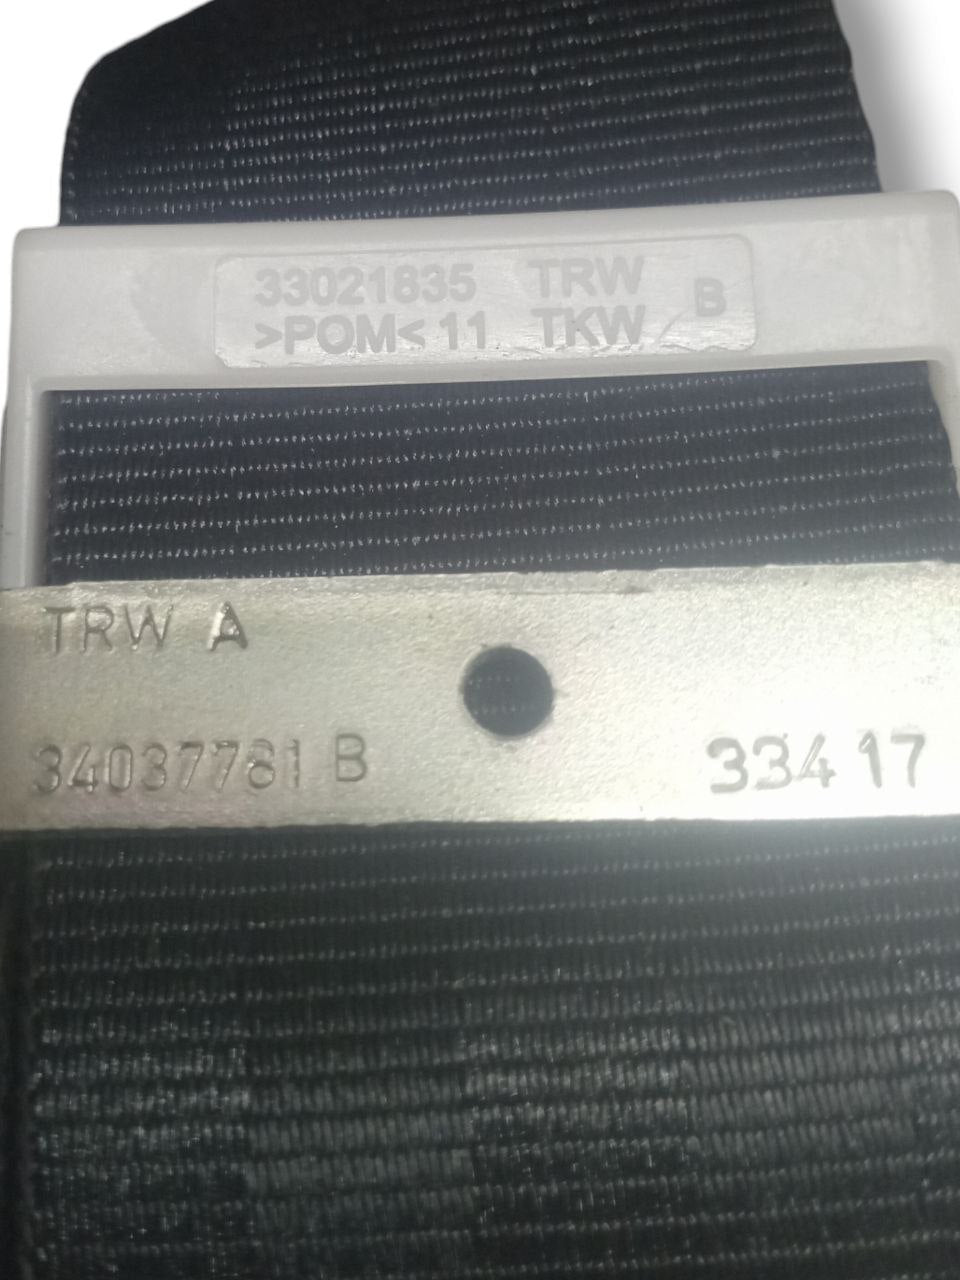 33021835 TRW B
>POM< 11 TKW
TRW A
34037781 B 334 17